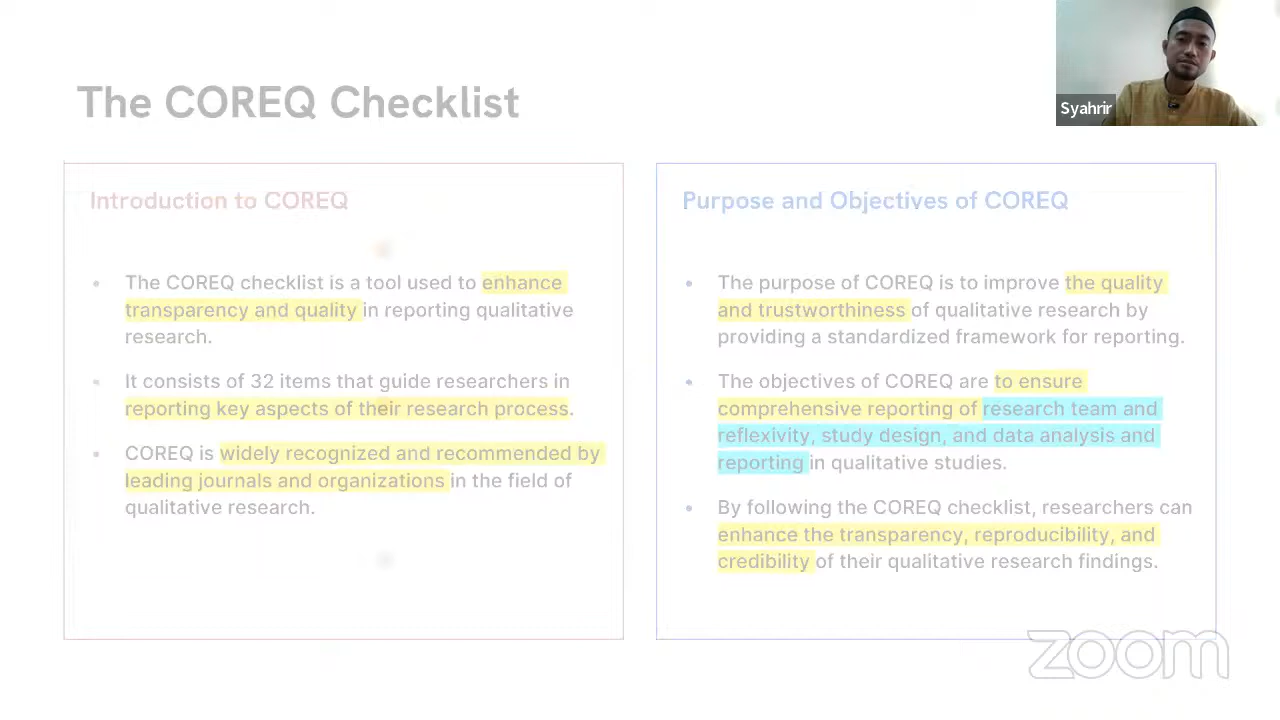 The COREQ Checklist
Syahrir
Introduction to COREQ
• The COREQ checklist is a tool used to enhance
transparency and quality in reporting qualitative
research.
• It consists of 32 items that guide researchers in
reporting key aspects of their research process.
• COREQ is widely recognized and recommended by
leading journals and organizations in the field of
qualitative research.
Purpose and Objectives of COREQ
• The purpose of COREQ is to improve the quality
and trustworthiness of qualitative research by
providing a standardized framework for reporting.
• The objectives of COREQ are to ensure
comprehensive reporting of research team and
reflexivity, study design, and data analysis and
reporting in qualitative studies.
• By following the COREQ checklist, researchers can
enhance the transparency, reproducibility, and
credibility of their qualitative research findings.
zoom